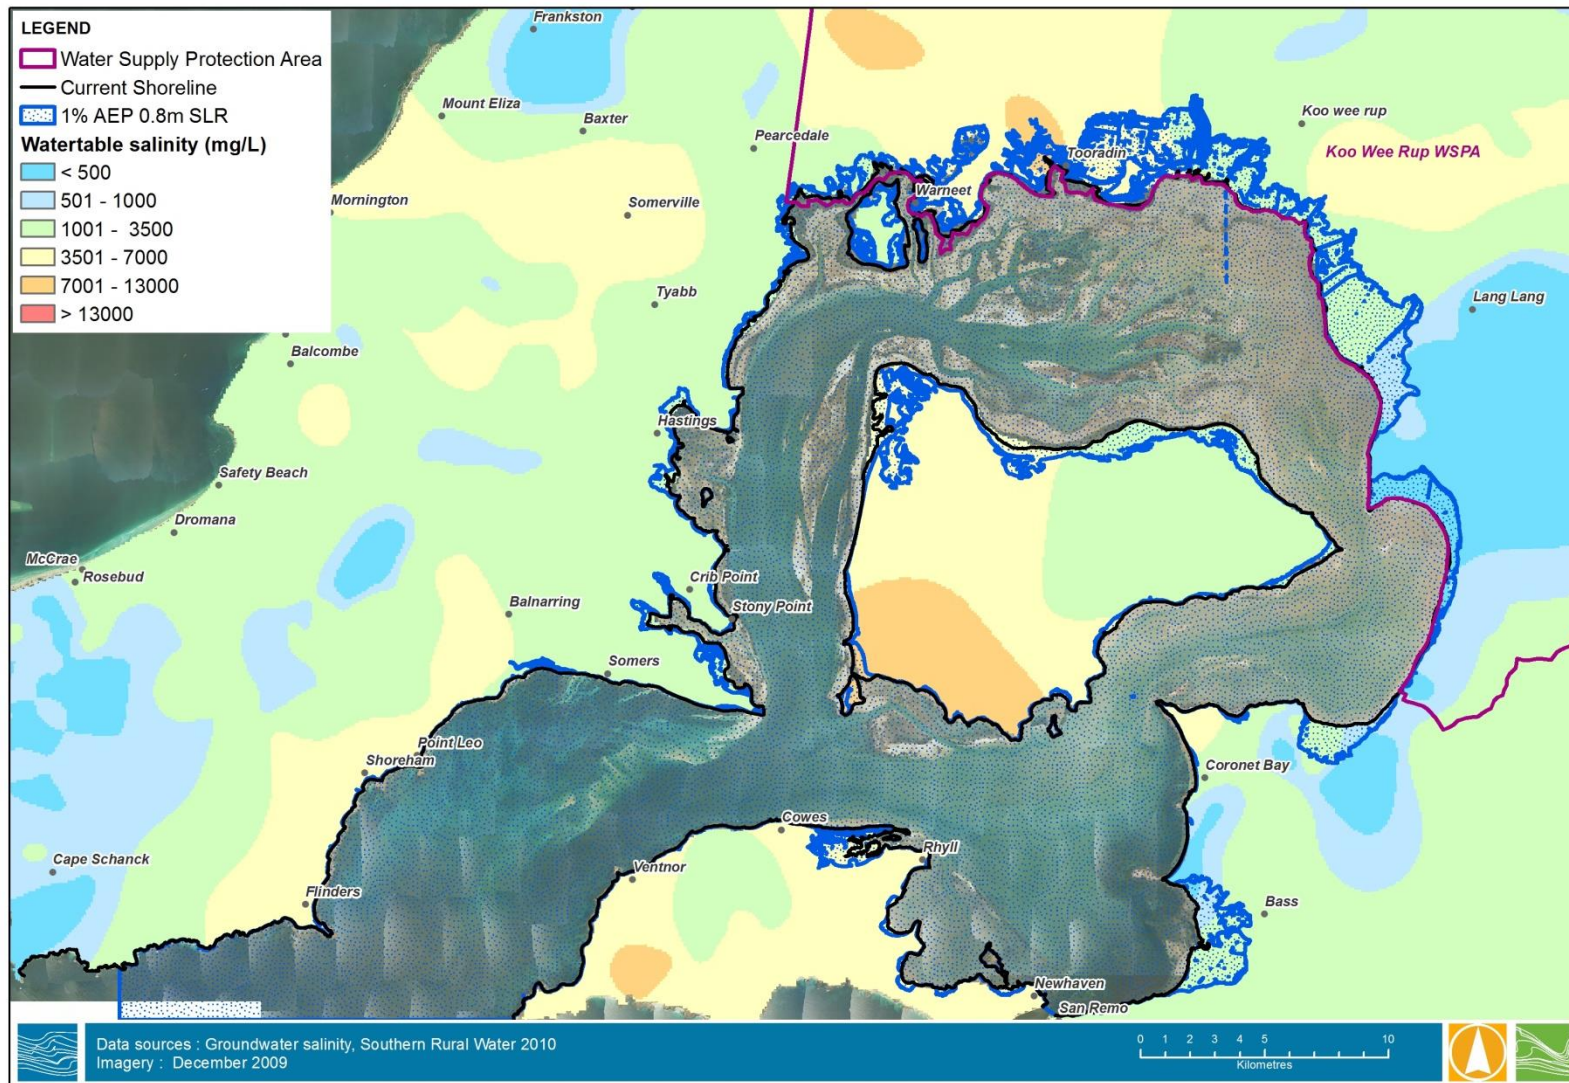 LEGEND
Water Supply Protection Area
Current Shoreline
1% AEP 0.8m SLR
Watertable salinity (mg/L)
< 500
501 - 1000
1001 - 3500
3501 - 7000
7001 - 13000
> 13000
Frankston
Mount Eliza
Baxter
Pearcedale
Koo wee rup
Koo Wee Rup WSPA
Tooradin
Warneet
Mornington
Somerville
Tyabb
Lang Lang
Balcombe
Hastings
Safety Beach
Dromana
McCrae
Rosebud
Crib Point
Stony Point
Balnarring
Somers
Point Leo
Shoreham
Coronet Bay
Cowes
Rhyll
Cape Schanck
Ventnor
Flinders
Bass
Newhaven
San Remo
Data sources : Groundwater salinity, Southern Rural Water 2010
Imagery : December 2009
0 1 2 3 4 5 10
Kilometres